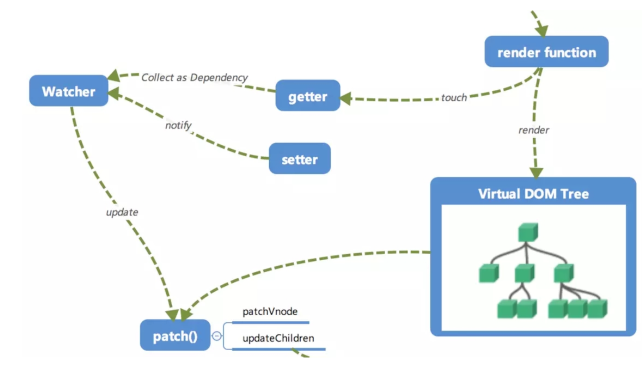 render function
Collect as Dependency
Watcher
getter
touch
notify
render
setter
Virtual DOM Tree
update
patchVnode
patch()
updateChildren